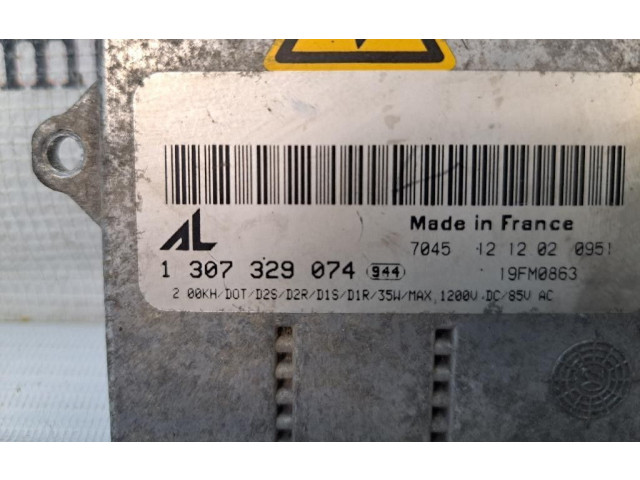 AL
Made in France
7045 12 12 02 0951
1 307 329 074 944 19FM0863
2 00KH/DOT/D2S/D2R/D1S/D1R/35W/MAX.1200V-DC/85V AC